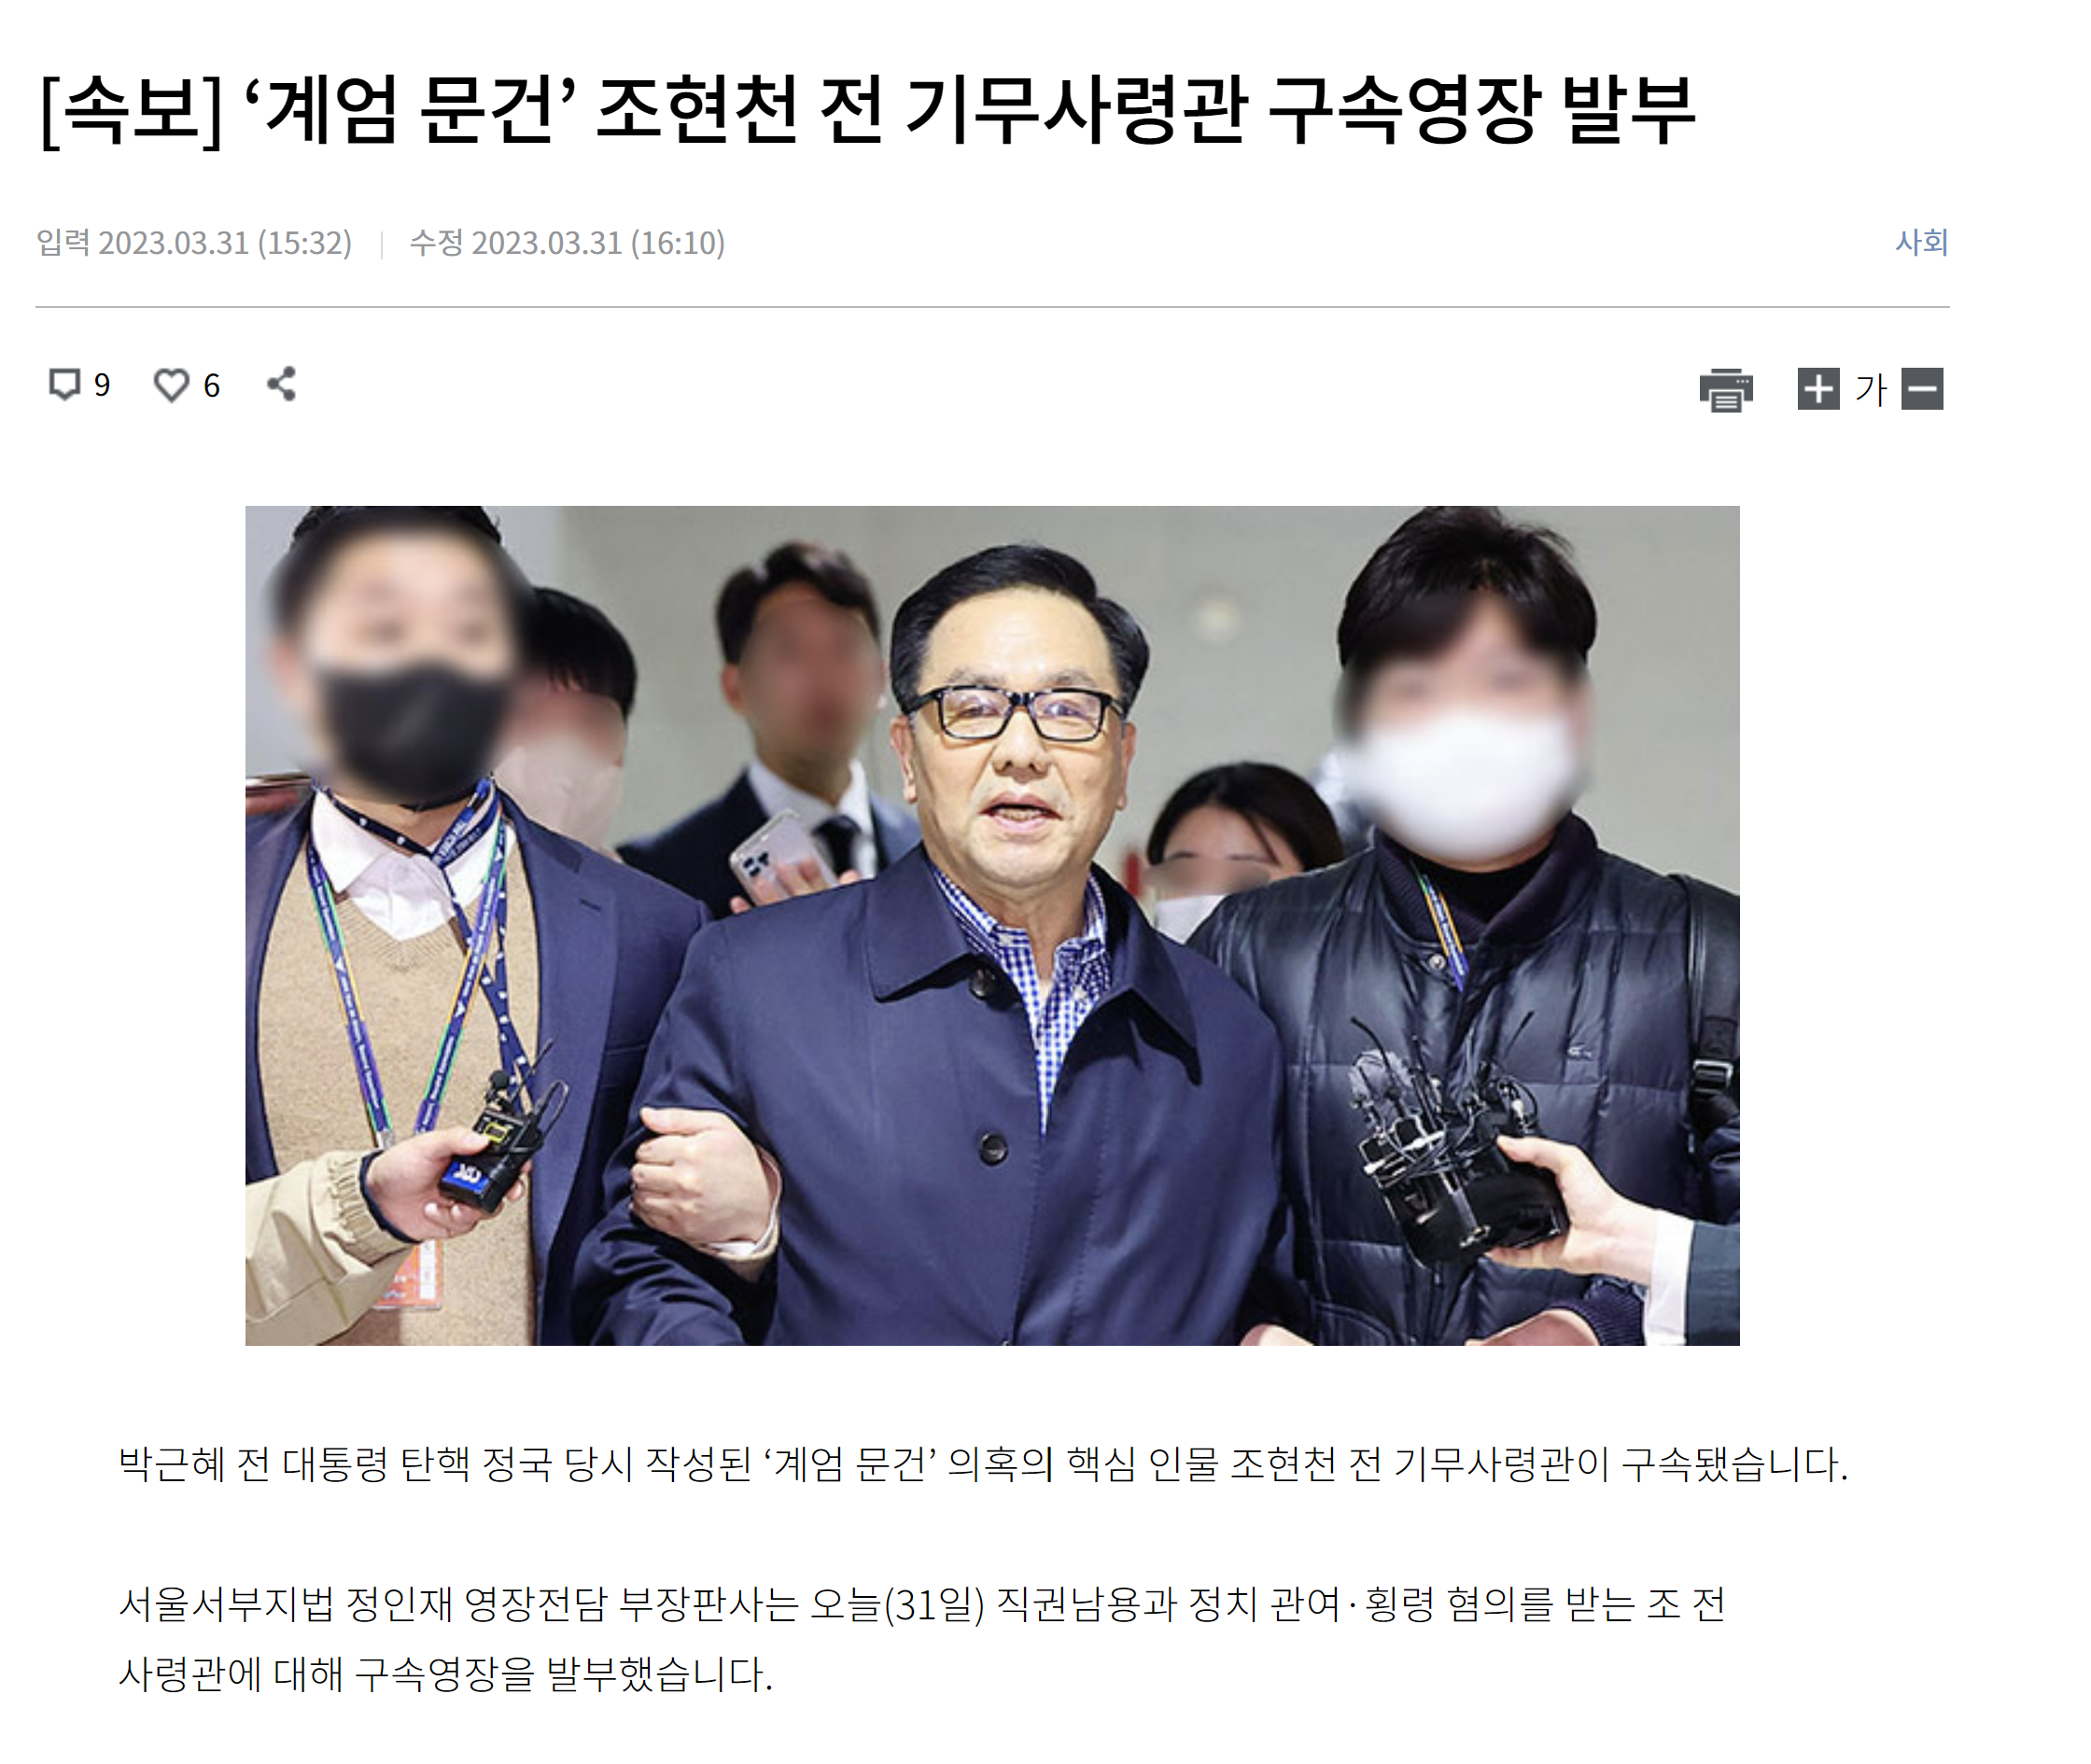 [속보] ‘계엄 문건’ 조현천 전 기무사령관 구속영장 발부
입력 2023.03.31 (15:32) | 수정 2023.03.31 (16:10)
사회
9 6
가
박근혜 전 대통령 탄핵 정국 당시 작성된 ‘계엄 문건’ 의혹의 핵심 인물 조현천 전 기무사령관이 구속됐습니다.
서울서부지법 정인재 영장전담 부장판사는 오늘(31일) 직권남용과 정치 관여·횡령 혐의를 받는 조 전
사령관에 대해 구속영장을 발부했습니다.